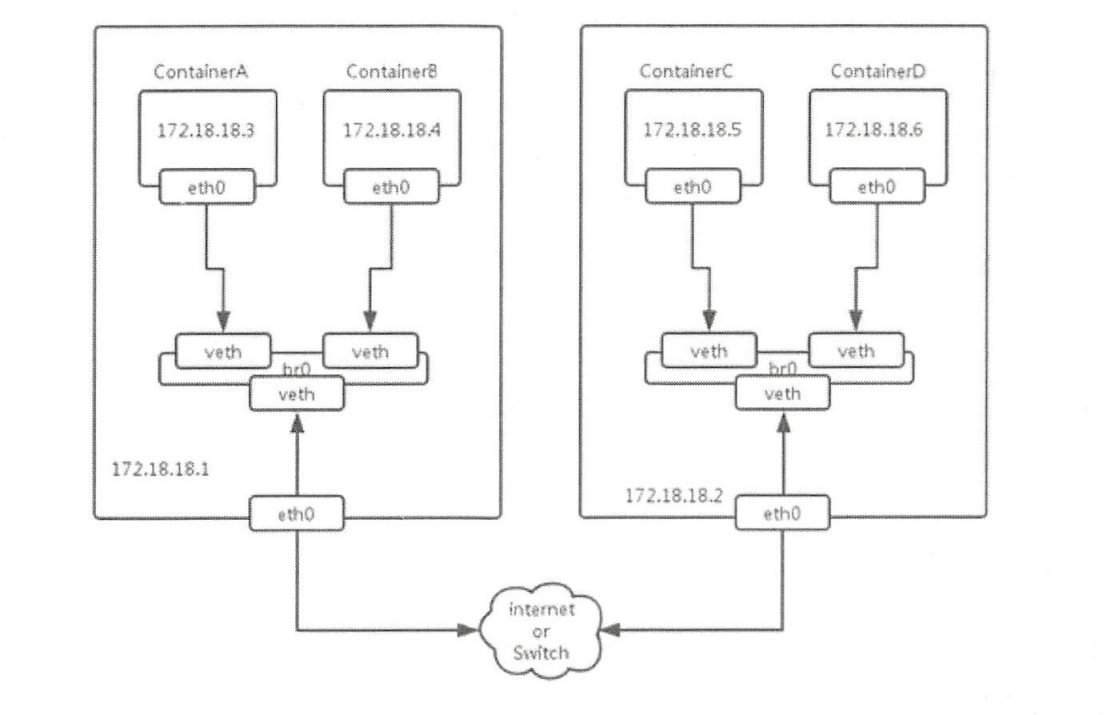 ContainerA
ContainerB
172.18.18.3
172.18.18.4
eth0
eth0
veth
veth
br0
veth
172.18.18.1
eth0
ContainerC
ContainerD
172.18.18.5
172.18.18.6
eth0
eth0
veth
veth
br0
veth
172.18.18.2
eth0
internet
or
Switch